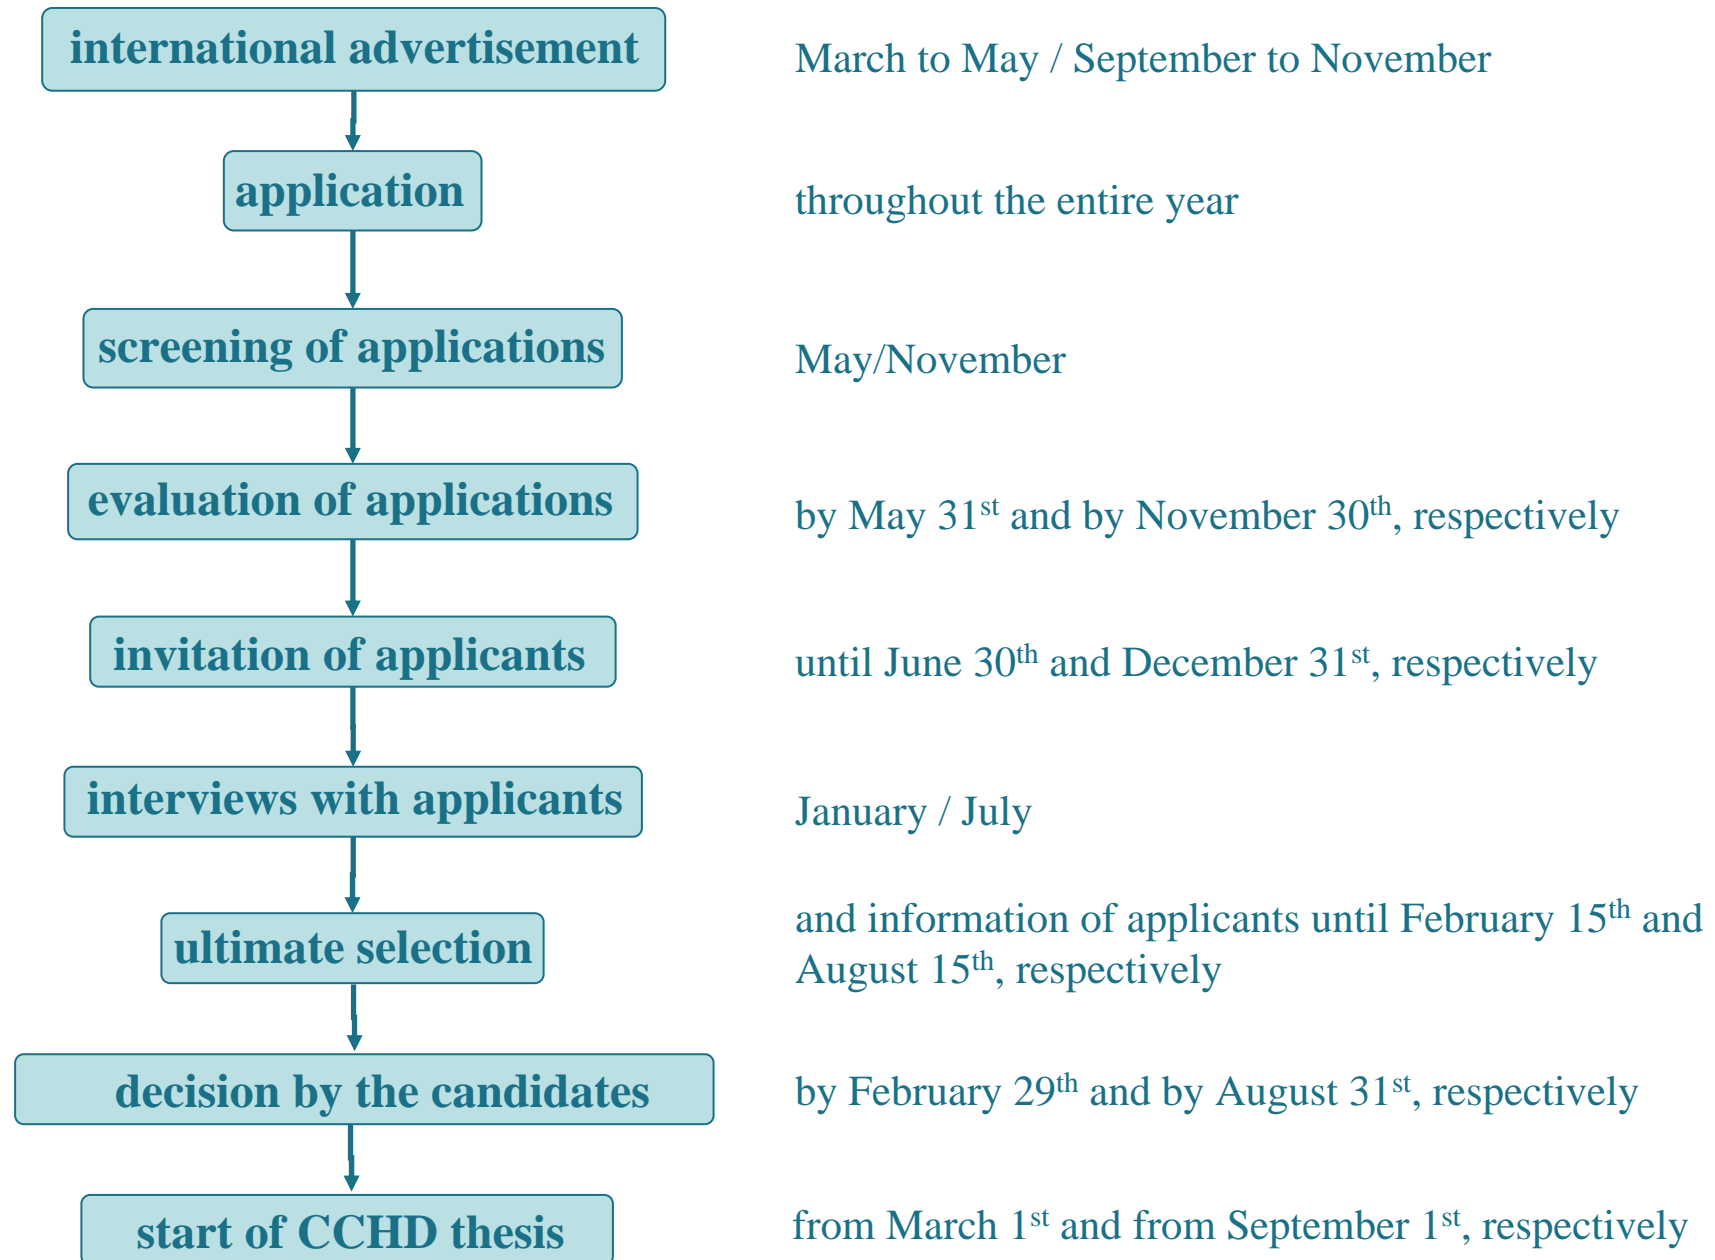 international advertisement
March to May / September to November
application
throughout the entire year
screening of applications
May/November
evaluation of applications
by May 31st and by November 30th, respectively
invitation of applicants
until June 30th and December 31st, respectively
interviews with applicants
January / July
ultimate selection
and information of applicants until February 15th and
August 15th, respectively
decision by the candidates
by February 29th and by August 31st, respectively
start of CCHD thesis
from March 1st and from September 1st, respectively